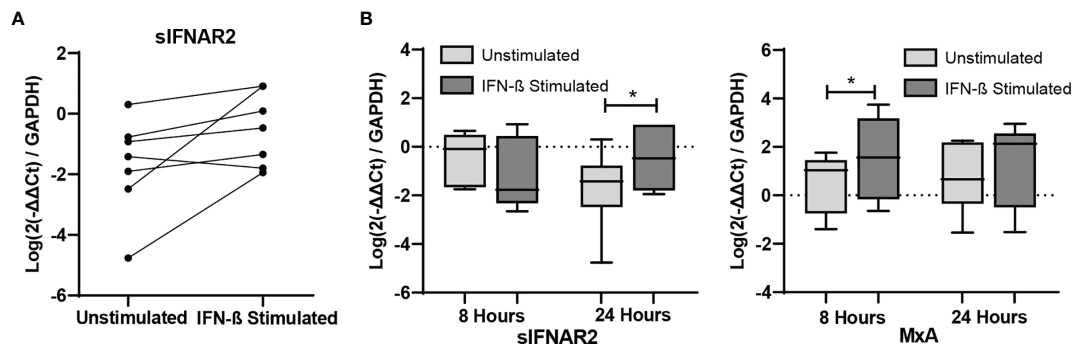 A
sIFNAR2
Log(2(-ΔΔCt) / GAPDH)
2
0
-2
-4
-6
Unstimulated IFN-ß Stimulated
B
Log(2(-ΔΔCt) / GAPDH)
4
2
0
-2
-4
-6
Unstimulated
IFN-ß Stimulated
*
8 Hours 24 Hours
sIFNAR2
Log(2(-ΔΔCt) / GAPDH)
6
4
2
0
-2
-4
Unstimulated
IFN-ß Stimulated
*
8 Hours 24 Hours
MxA